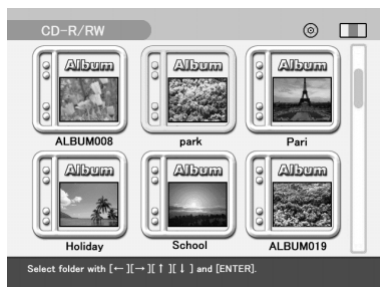 CD-R/RW
Album Album Album
ALBUM008 park Pari
Album Album Album
Holiday School ALBUM019
Select folder with [←][→][↑][↓] and [ENTER].